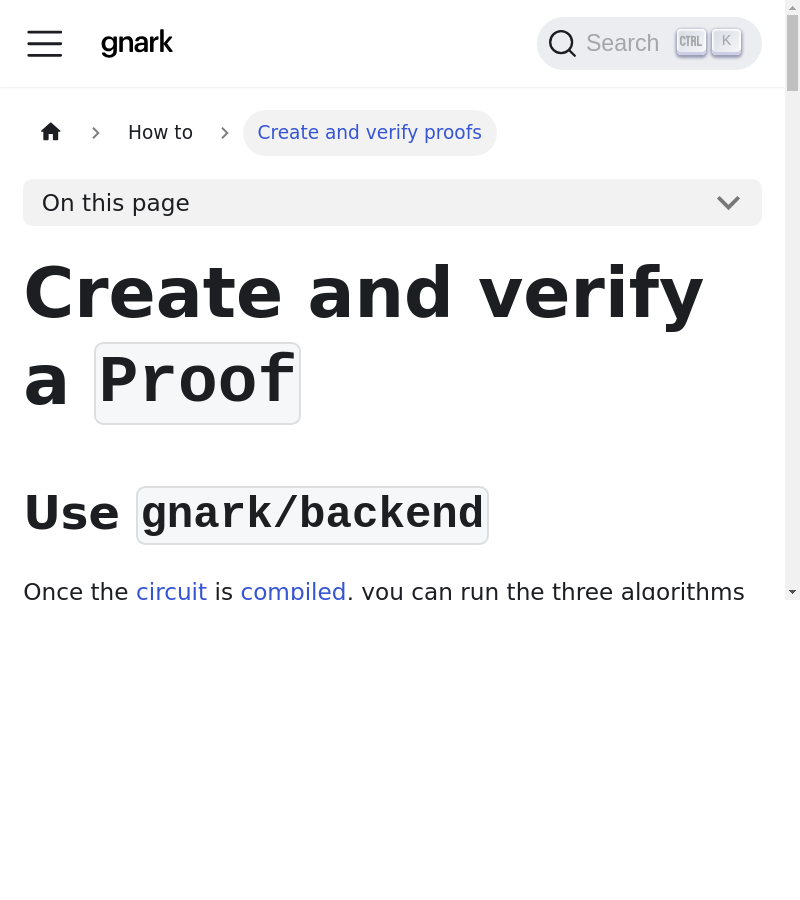 gnark
Search CTRL K
How to
Create and verify proofs
On this page
Create and verify
a Proof
Use gnark/backend
Once the circuit is compiled, you can run the three algorithms